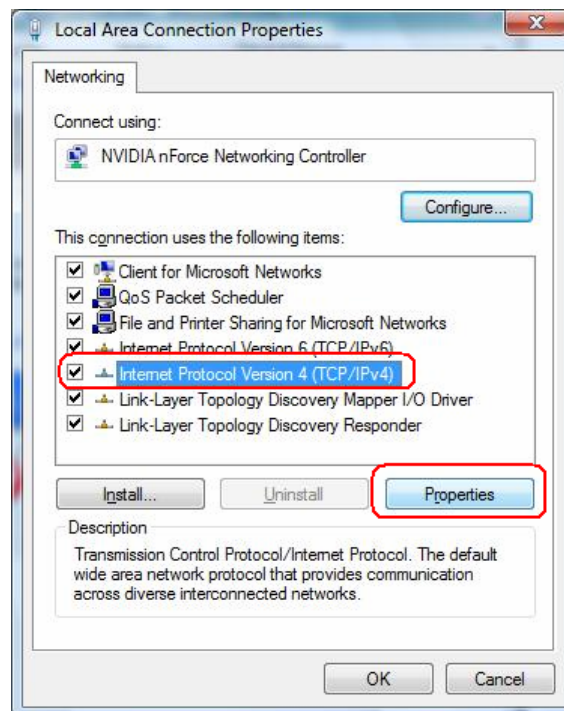 Local Area Connection Properties
Networking
Connect using:
NVIDIA nForce Networking Controller
Configure...
This connection uses the following items:
Client for Microsoft Networks
QoS Packet Scheduler
File and Printer Sharing for Microsoft Networks
Internet Protocol Version 6 (TCP/IPv6)
Internet Protocol Version 4 (TCP/IPv4)
Link-Layer Topology Discovery Mapper I/O Driver
Link-Layer Topology Discovery Responder
Install...
Uninstall
Properties
Description
Transmission Control Protocol/Internet Protocol. The default
wide area network protocol that provides communication
across diverse interconnected networks.
OK
Cancel